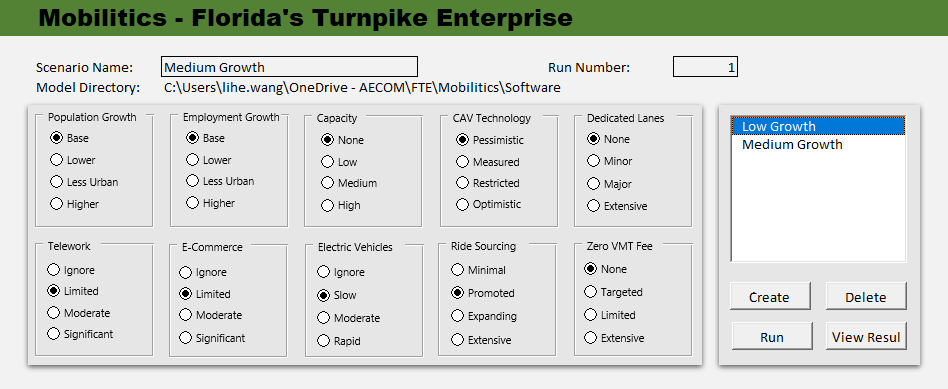 Mobilitics - Florida's Turnpike Enterprise
Scenario Name: Medium Growth Run Number: 1
Model Directory: C:\Users\lihe.wang\OneDrive - AECOM\FTE\Mobilitics\Software
Population Growth
Base
Lower
Less Urban
Higher
Employment Growth
Base
Lower
Less Urban
Higher
Capacity
None
Low
Medium
High
CAV Technology
Pessimistic
Measured
Restricted
Optimistic
Dedicated Lanes
None
Minor
Major
Extensive
Telework
Ignore
Limited
Moderate
Significant
E-Commerce
Ignore
Limited
Moderate
Significant
Electric Vehicles
Ignore
Slow
Moderate
Rapid
Ride Sourcing
Minimal
Promoted
Expanding
Extensive
Zero VMT Fee
None
Targeted
Limited
Extensive
Low Growth
Medium Growth
Create Delete
Run View Resul